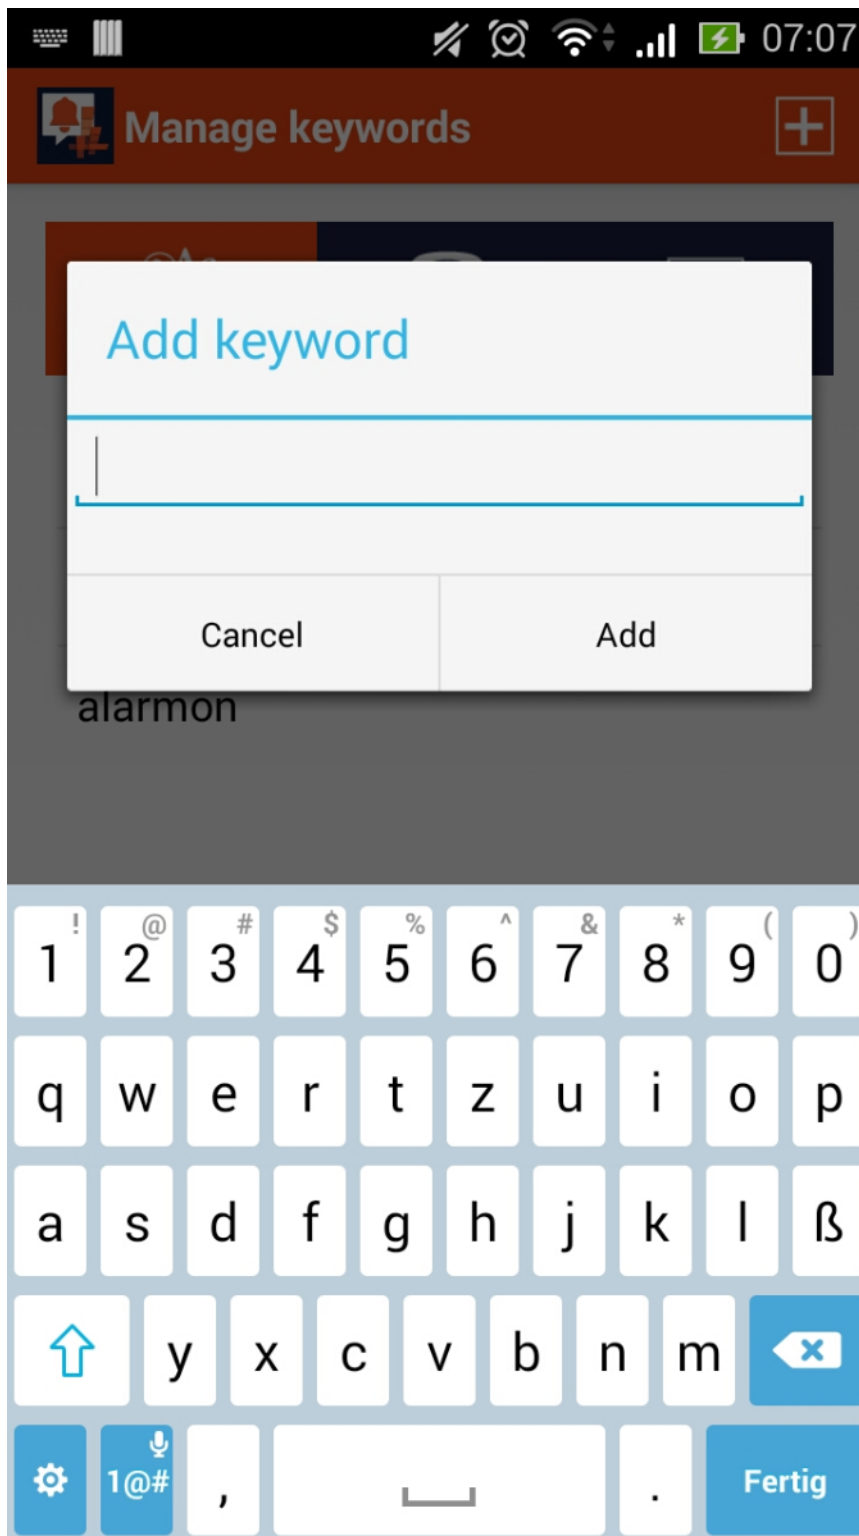 07:07
Manage keywords
Add keyword
Cancel Add
alarmon
! @ # $ % ^ & * ( )
1 2 3 4 5 6 7 8 9 0
q w e r t z u i o p
a s d f g h j k l ß
y x c v b n m
1@# , . Fertig